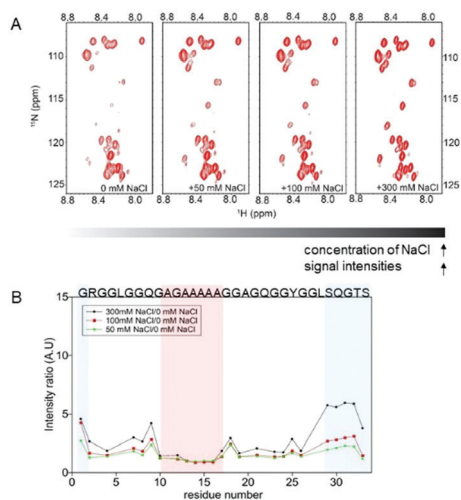 A
8.8 8.4 8.0 8.8 8.4 8.0 8.8 8.4 8.0 8.8 8.4 8.0
110
115
120
125
¹⁵N (ppm)
110
115
120
125
0 mM NaCl
+50 mM NaCl
+100 mM NaCl
+300 mM NaCl
8.8 8.4 8.0 8.8 8.4 8.0 8.8 8.4 8.0 8.8 8.4 8.0
¹H (ppm)
concentration of NaCl ↑
signal intensities ↑
B
GRGGLGGQGAGAAAAAGGAGQGGYGGLSQGTS
15
10
5
0
Intensity ratio (A.U)
300mM NaCl/0 mM NaCl
100mM NaCl/0 mM NaCl
50 mM NaCl/0 mM NaCl
0 5 10 15 20 25 30
residue number